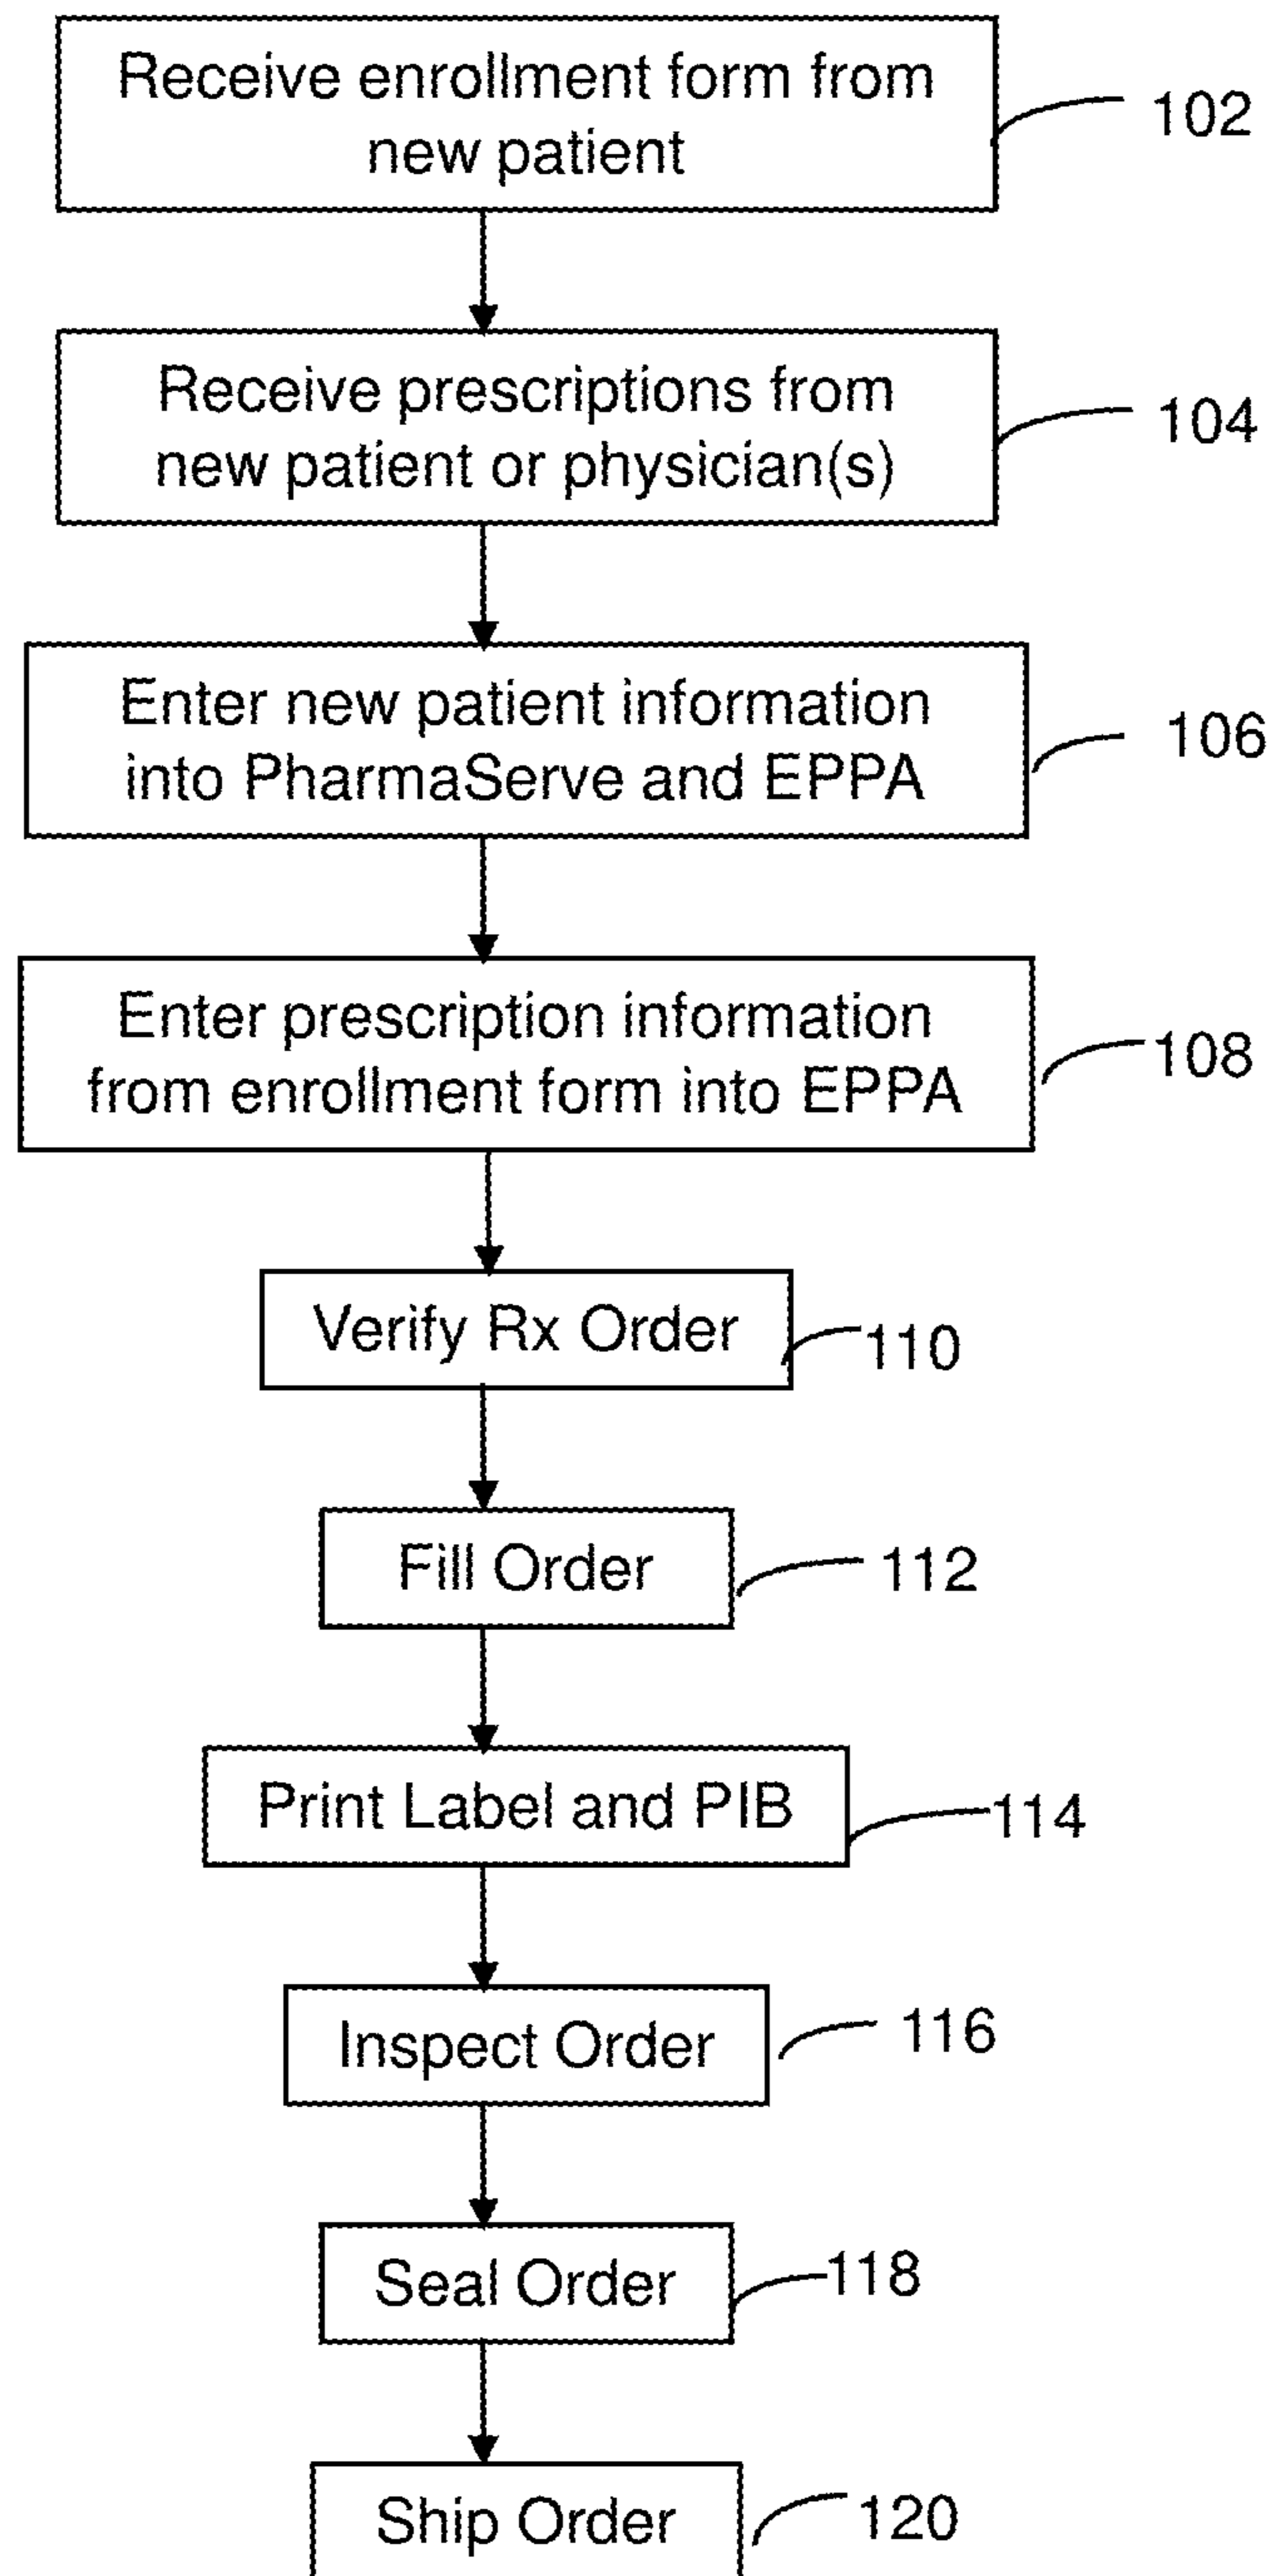 Receive enrollment form from
new patient
102
Receive prescriptions from
new patient or physician(s)
104
Enter new patient information
into PharmaServe and EPPA
106
Enter prescription information
from enrollment form into EPPA
108
Verify Rx Order
110
Fill Order
112
Print Label and PIB
114
Inspect Order
116
Seal Order
118
Ship Order
120